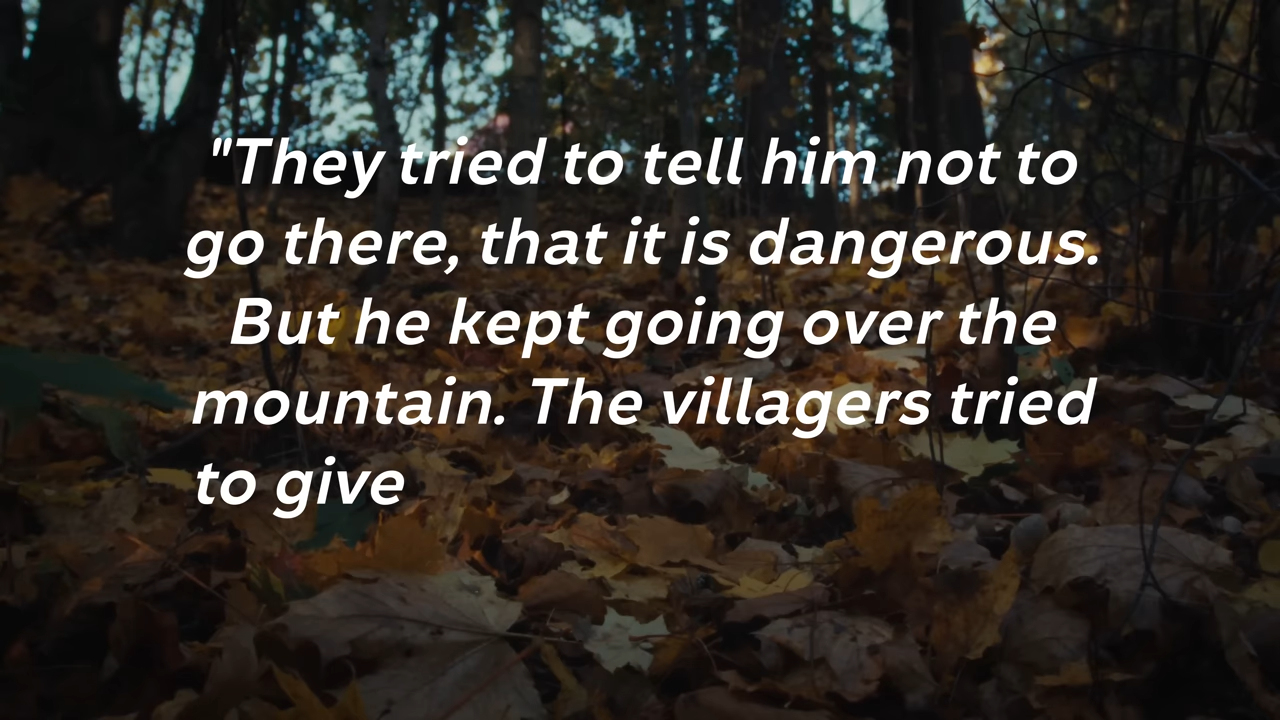 "They tried to tell him not to
go there, that it is dangerous.
But he kept going over the
mountain. The villagers tried
to give